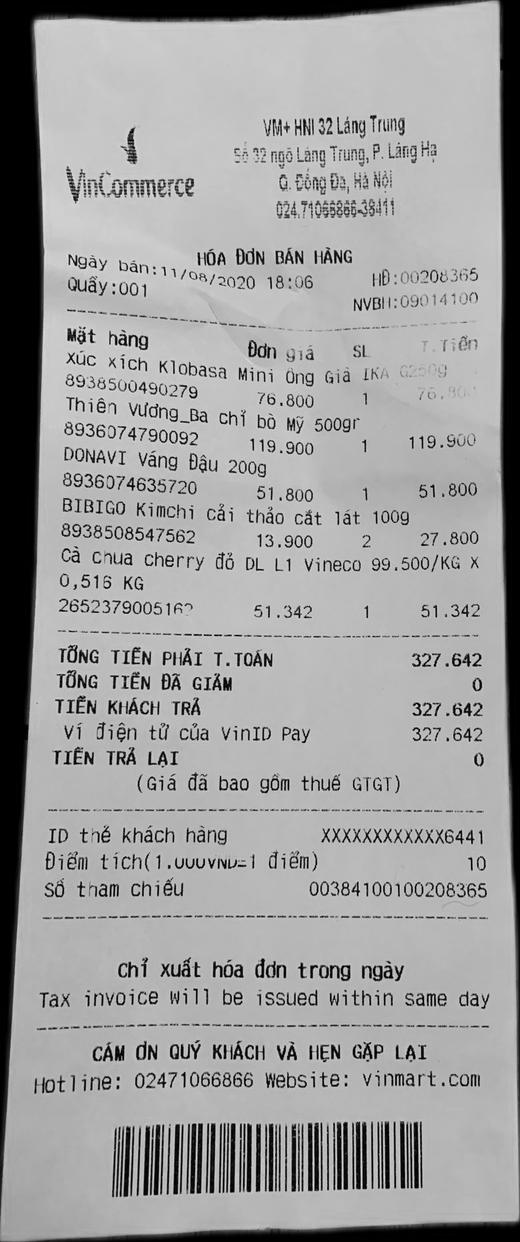 VM+ HNI 32 Láng Trung
Số 32 ngõ Láng Trung, P. Láng Hạ
Q. Đống Đa, Hà Nội
024.71066866-38411
VinCommerce
HÓA ĐƠN BÁN HÀNG
Ngày bán:11/08/2020 18:06 HĐ:00208365
Quầy:001 NVBH:09014100
Mặt hàng Đơn giá SL T.Tiền
Xúc xích Klobasa Mini Ông Già IKA G250g
8938500490279 76.800 1 76.800
Thiên Vương_Ba chỉ bò Mỹ 500gr
8936074790092 119.900 1 119.900
DONAVI Váng Đậu 200g
8936074635720 51.800 1 51.800
BIBIGO Kimchi cải thảo cắt lát 100g
8938508547562 13.900 2 27.800
Cà chua cherry đỏ DL L1 Vineco 99.500/KG X
0,516 KG
51.342 1 51.342
TỔNG TIỀN PHẢI T.TOÁN 327.642
TỔNG TIỀN ĐÃ GIẢM 0
TIỀN KHÁCH TRẢ 327.642
Ví điện tử của VinID Pay 327.642
TIỀN TRẢ LẠI 0
(Giá đã bao gồm thuế GTGT)
ID thẻ khách hàng XXXXXXXXXXXX6441
Điểm tích(1.000VND=1 điểm) 10
Số tham chiếu 00384100100208365
Chỉ xuất hóa đơn trong ngày
Tax invoice will be issued within same day
CẢM ƠN QUÝ KHÁCH VÀ HẸN GẶP LẠI
Hotline: 02471066866 Website: vinmart.com